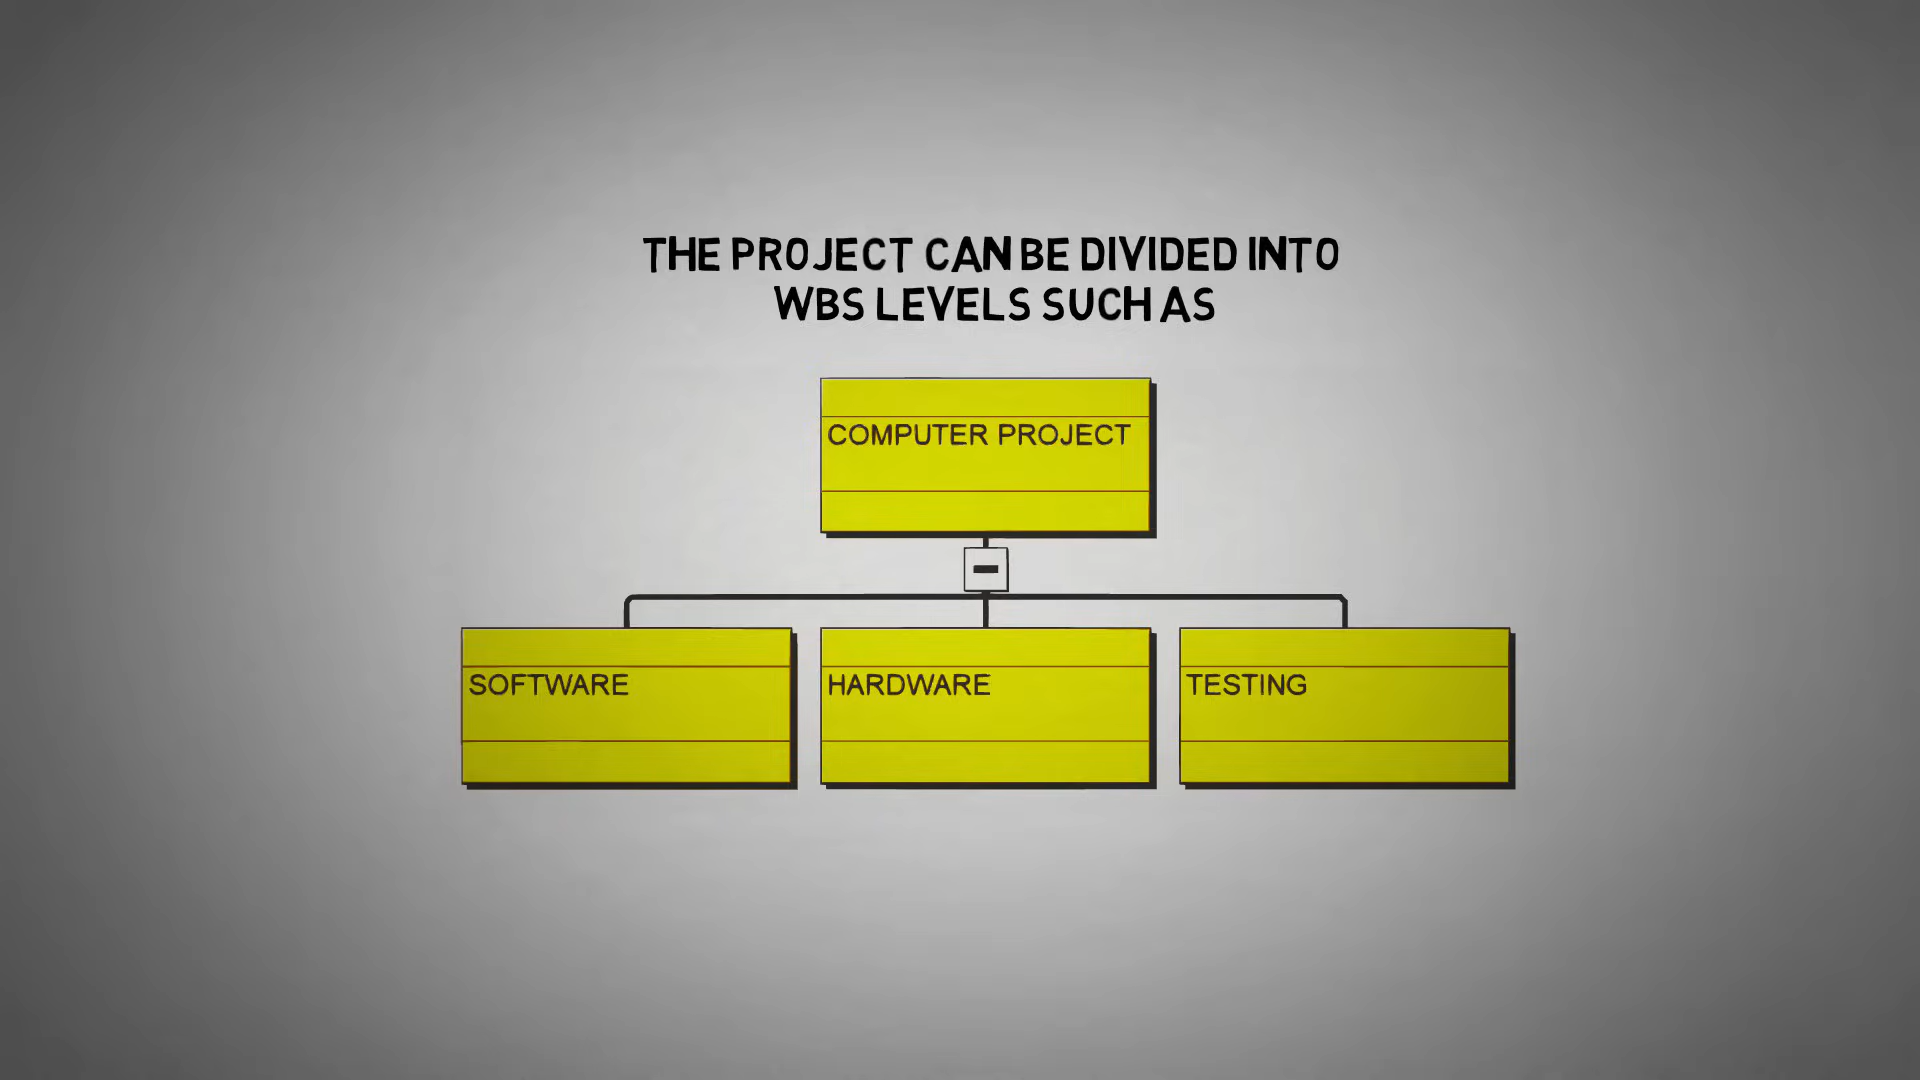 THE PROJECT CAN BE DIVIDED INTO
WBS LEVELS SUCH AS
COMPUTER PROJECT
SOFTWARE
HARDWARE
TESTING